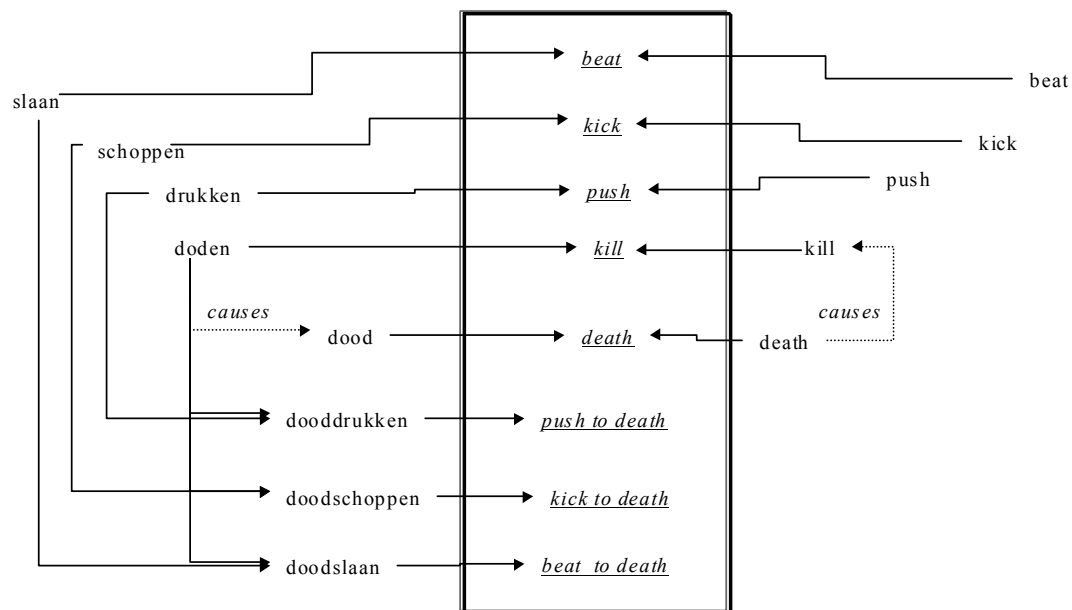 beat
beat
slaan
kick
schoppen
kick
push
drukken
push
doden
kill
kill
causes
causes
dood
death
death
dooddrukken
push to death
doodschoppen
kick to death
doodslaan
beat to death